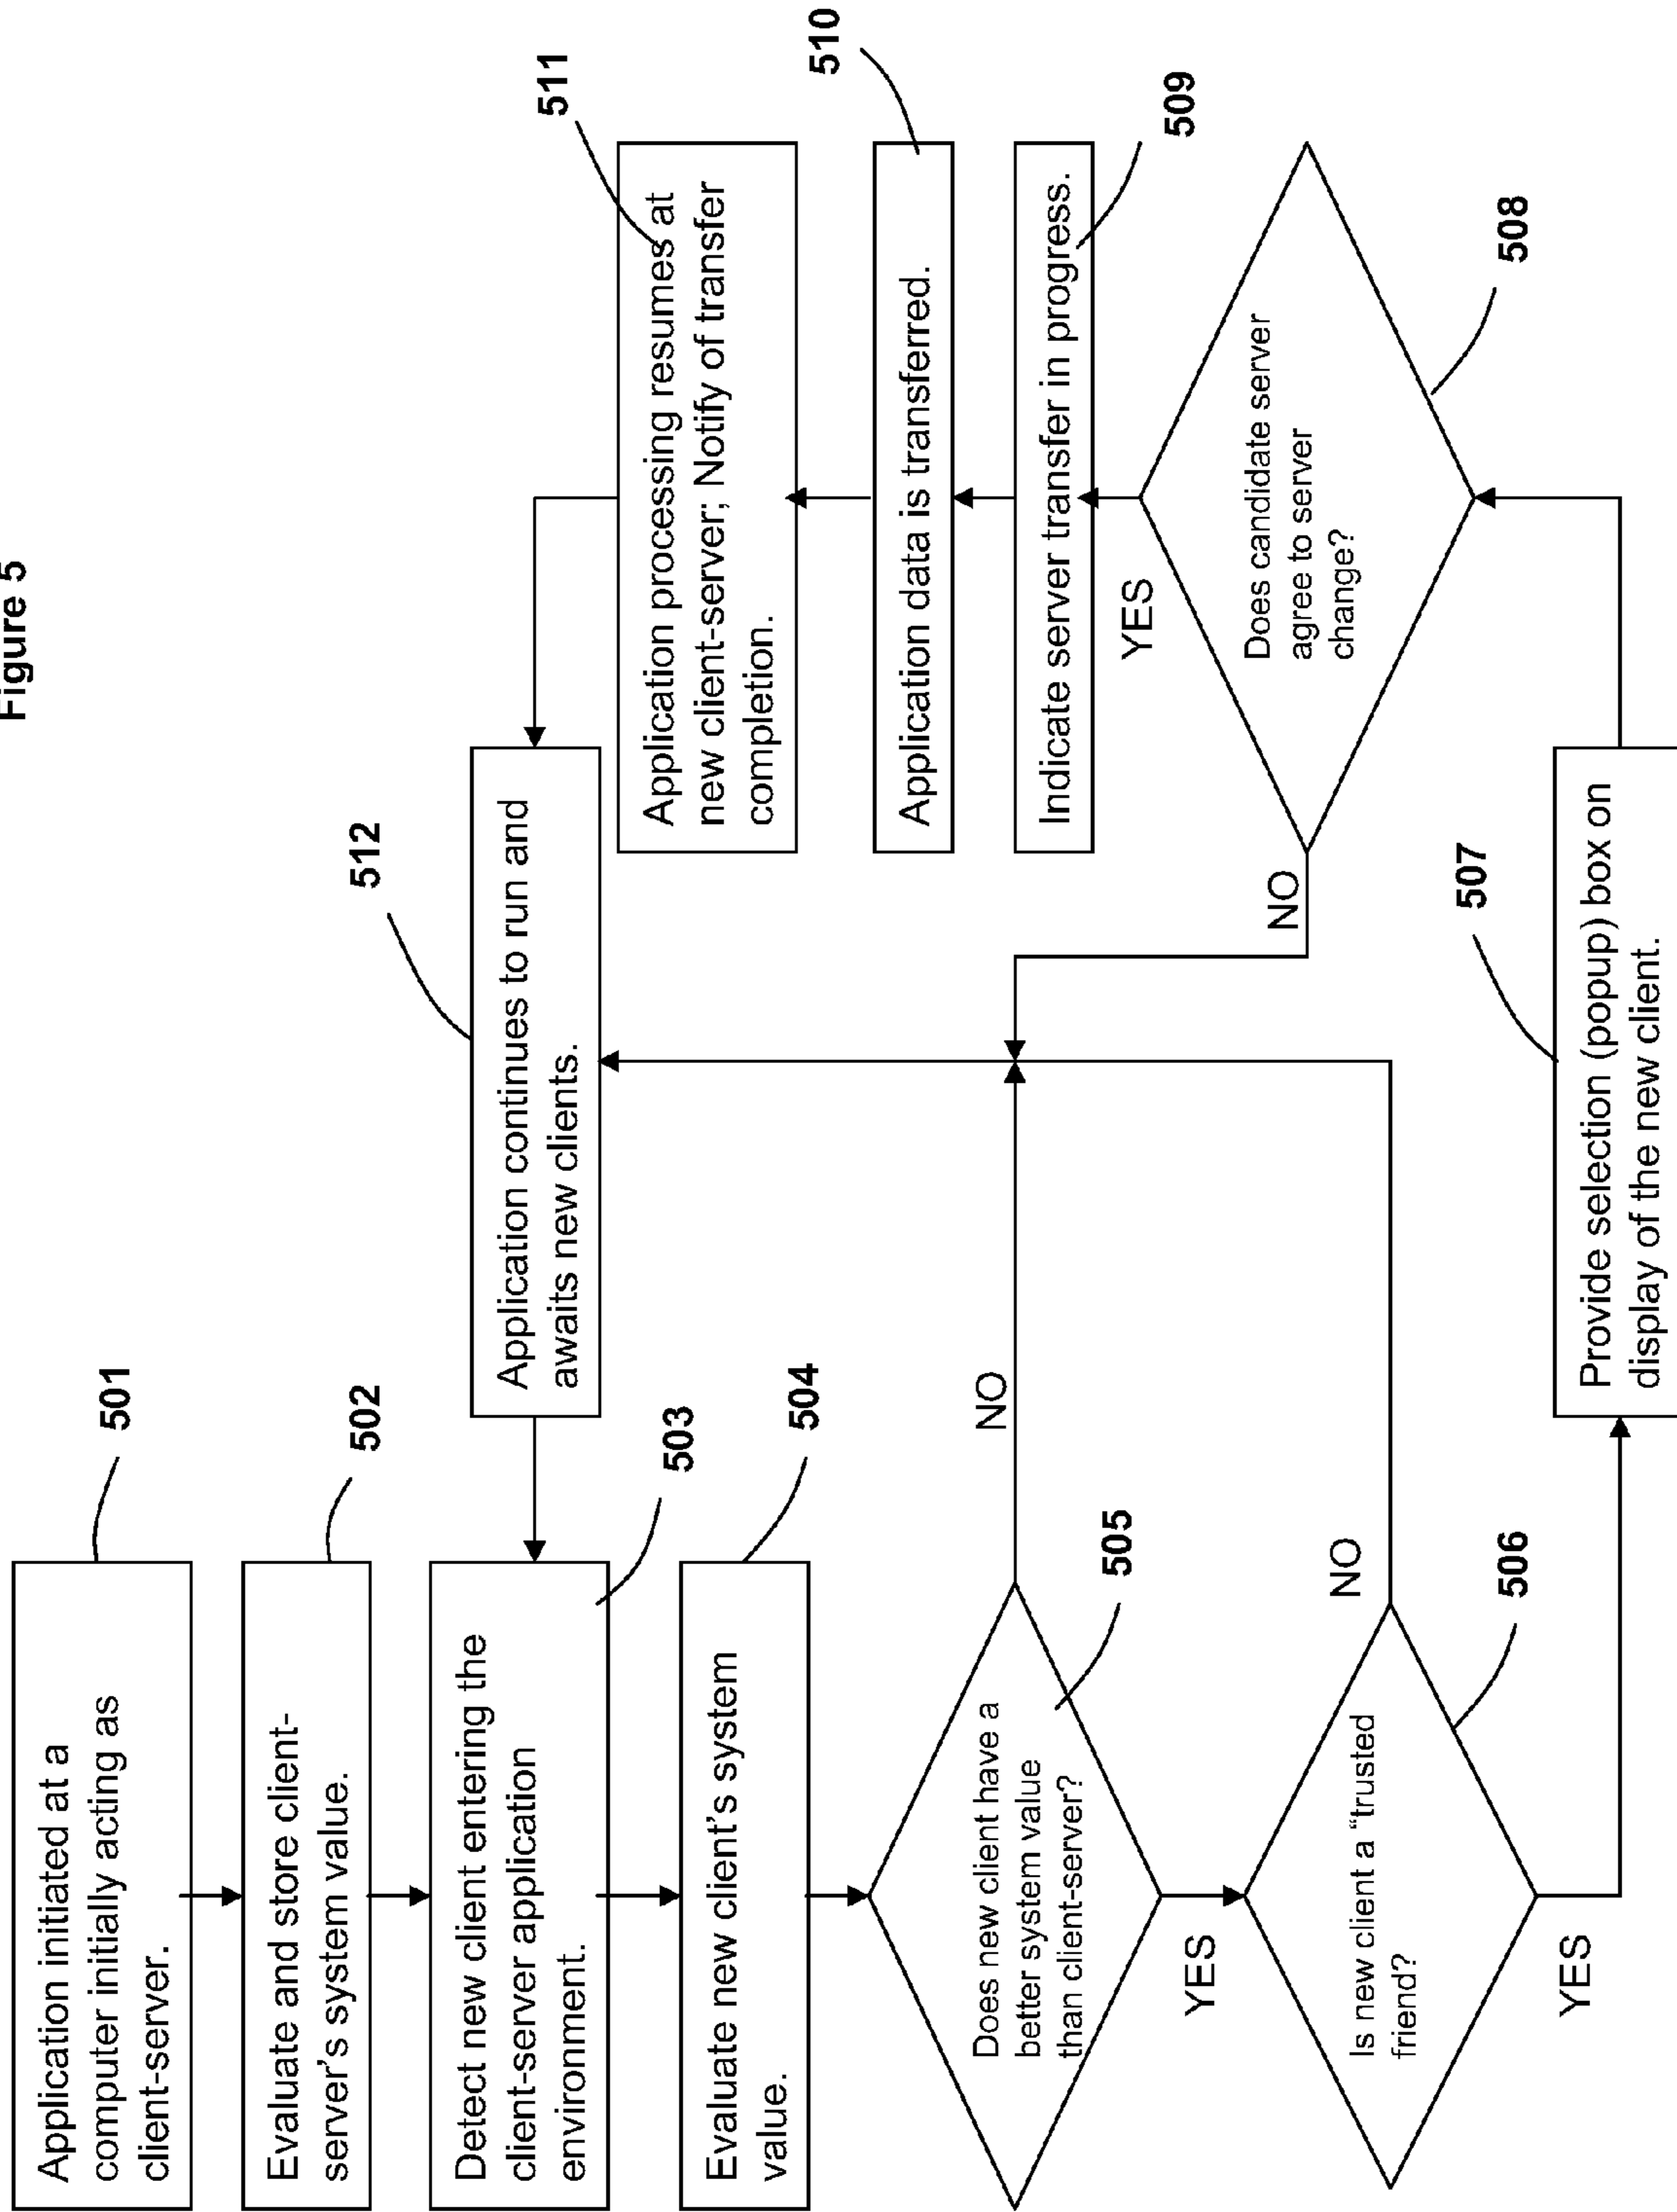 Figure 5
Application initiated at a
computer initially acting as
client-server.
501
Evaluate and store client-
server's system value.
502
Detect new client entering the
client-server application
environment.
503
Evaluate new client's system
value.
504
Does new client have a
better system value
than client-server?
505
NO
YES
Is new client a “trusted
friend?
506
NO
YES
Provide selection (popup) box on
display of the new client.
507
Does candidate server
agree to server
change?
508
NO
YES
Indicate server transfer in progress.
509
Application data is transferred.
510
Application processing resumes at
new client-server; Notify of transfer
completion.
511
Application continues to run and
awaits new clients.
512